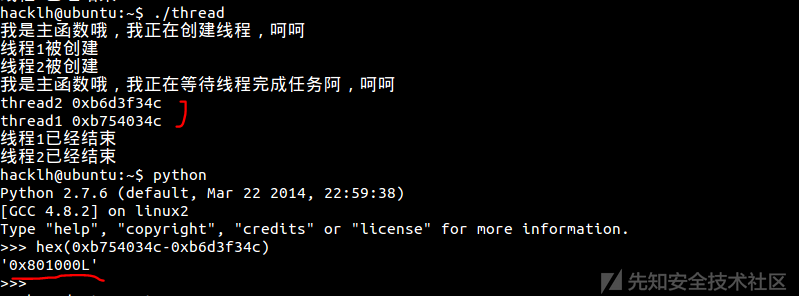 hacklh@ubuntu:~$ ./thread
我是主函数哦，我正在创建线程，呵呵
线程1被创建
线程2被创建
我是主函数哦，我正在等待线程完成任务阿，呵呵
thread2 0xb6d3f34c
thread1 0xb754034c
线程1已经结束
线程2已经结束
hacklh@ubuntu:~$ python
Python 2.7.6 (default, Mar 22 2014, 22:59:38)
[GCC 4.8.2] on linux2
Type "help", "copyright", "credits" or "license" for more information.
>>> hex(0xb754034c-0xb6d3f34c)
'0x801000L'
>>>
先知安全技术社区